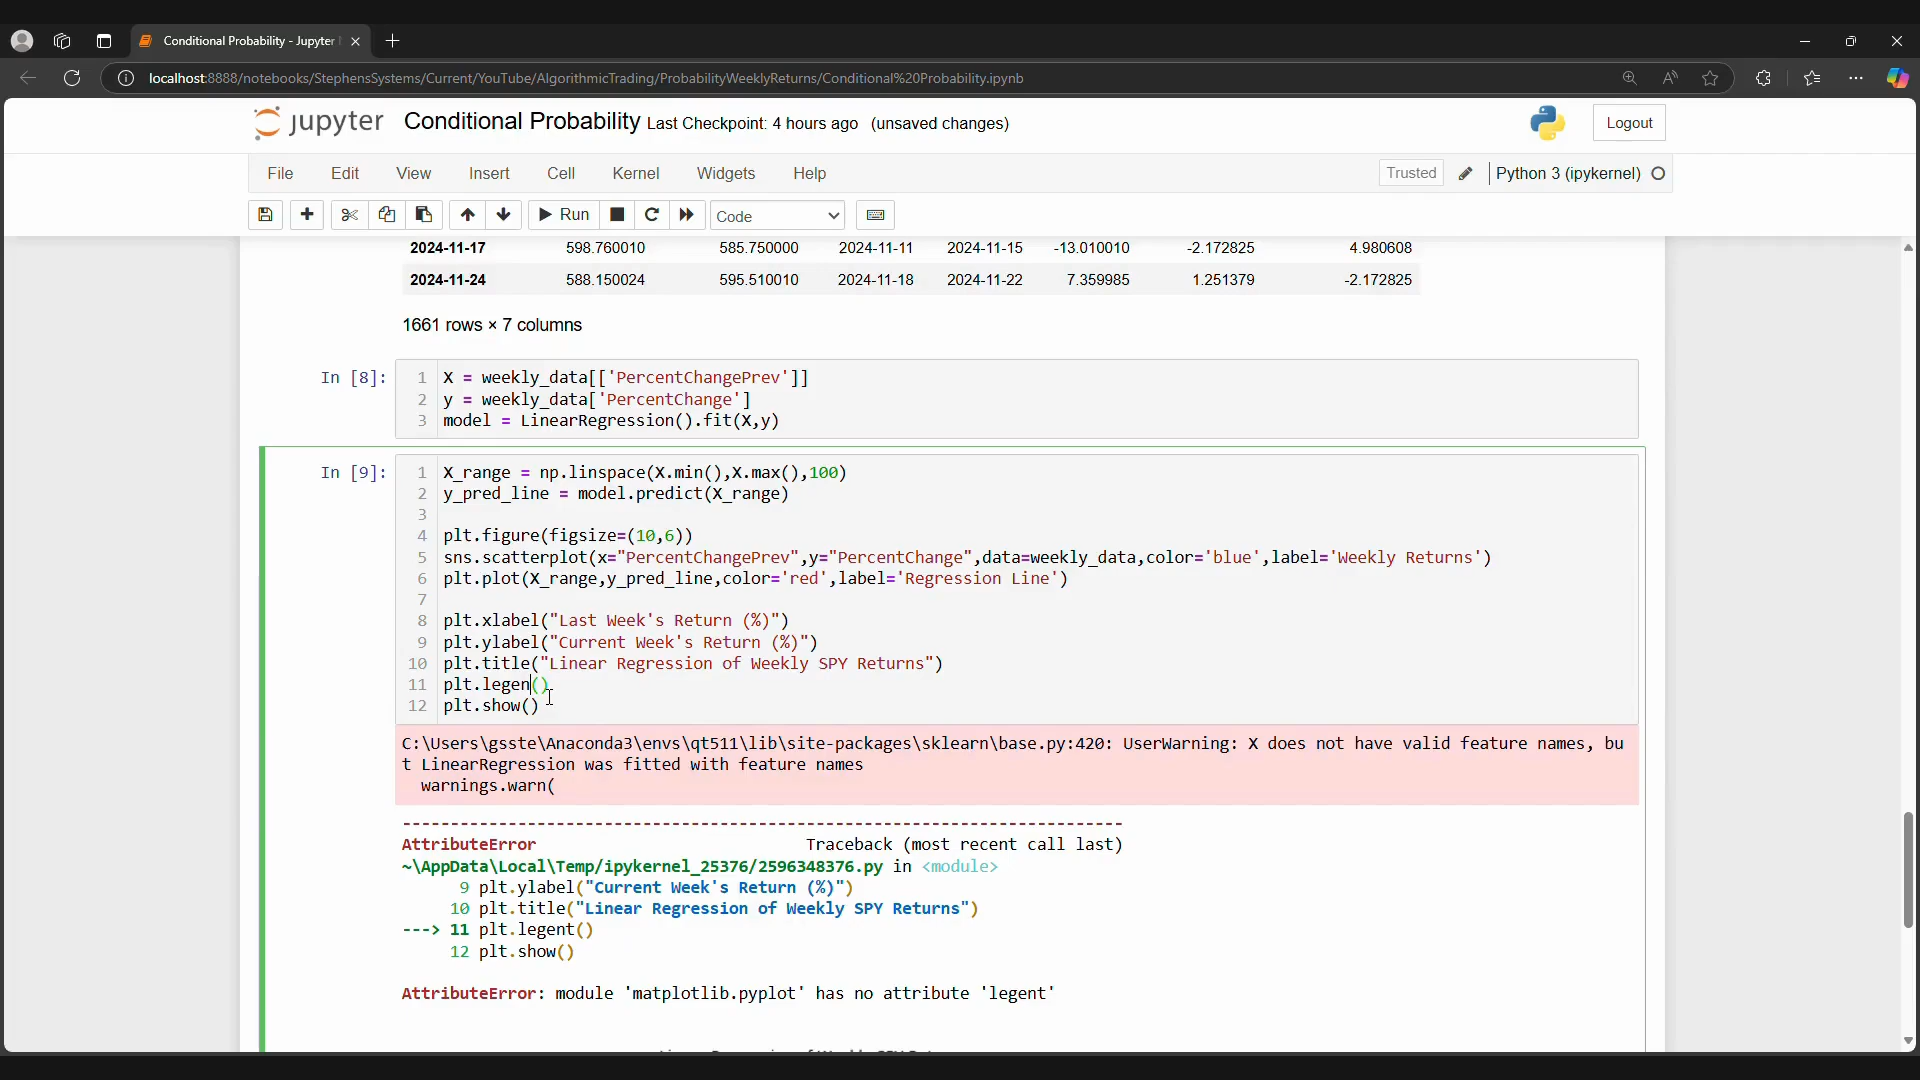 Conditional Probability - Jupyter
localhost:8888/notebooks/StephensSystems/Current/YouTube/AlgorithmicTrading/ProbabilityWeeklyReturns/Conditional%20Probability.ipynb
jupyter Conditional Probability Last Checkpoint: 4 hours ago (unsaved changes)
Logout
File Edit View Insert Cell Kernel Widgets Help
Trusted Python 3 (ipykernel)
Run Code
2024-11-17 598.760010 585.750000 2024-11-11 2024-11-15 -13.010010 -2.172825 4.980608
2024-11-24 588.150024 595.510010 2024-11-18 2024-11-22 7.359985 1.251379 -2.172825
1661 rows × 7 columns
In [8]: 1 X = weekly_data[['PercentChangePrev']]
2 y = weekly_data['PercentChange']
3 model = LinearRegression().fit(X,y)
In [9]: 1 X_range = np.linspace(X.min(),X.max(),100)
2 y_pred_line = model.predict(X_range)
3
4 plt.figure(figsize=(10,6))
5 sns.scatterplot(x="PercentChangePrev",y="PercentChange",data=weekly_data,color='blue',label='Weekly Returns')
6 plt.plot(X_range,y_pred_line,color='red',label='Regression Line')
7
8 plt.xlabel("Last Week's Return (%)")
9 plt.ylabel("Current Week's Return (%)")
10 plt.title("Linear Regression of Weekly SPY Returns")
11 plt.legen()
12 plt.show()
C:\Users\gsste\Anaconda3\envs\qt511\lib\site-packages\sklearn\base.py:420: UserWarning: X does not have valid feature names, bu
t LinearRegression was fitted with feature names
warnings.warn(
---------------------------------------------------------------------------
AttributeError Traceback (most recent call last)
~\AppData\Local\Temp/ipykernel_25376/2596348376.py in <module>
9 plt.ylabel("Current Week's Return (%)")
10 plt.title("Linear Regression of Weekly SPY Returns")
---> 11 plt.legent()
12 plt.show()
AttributeError: module 'matplotlib.pyplot' has no attribute 'legent'